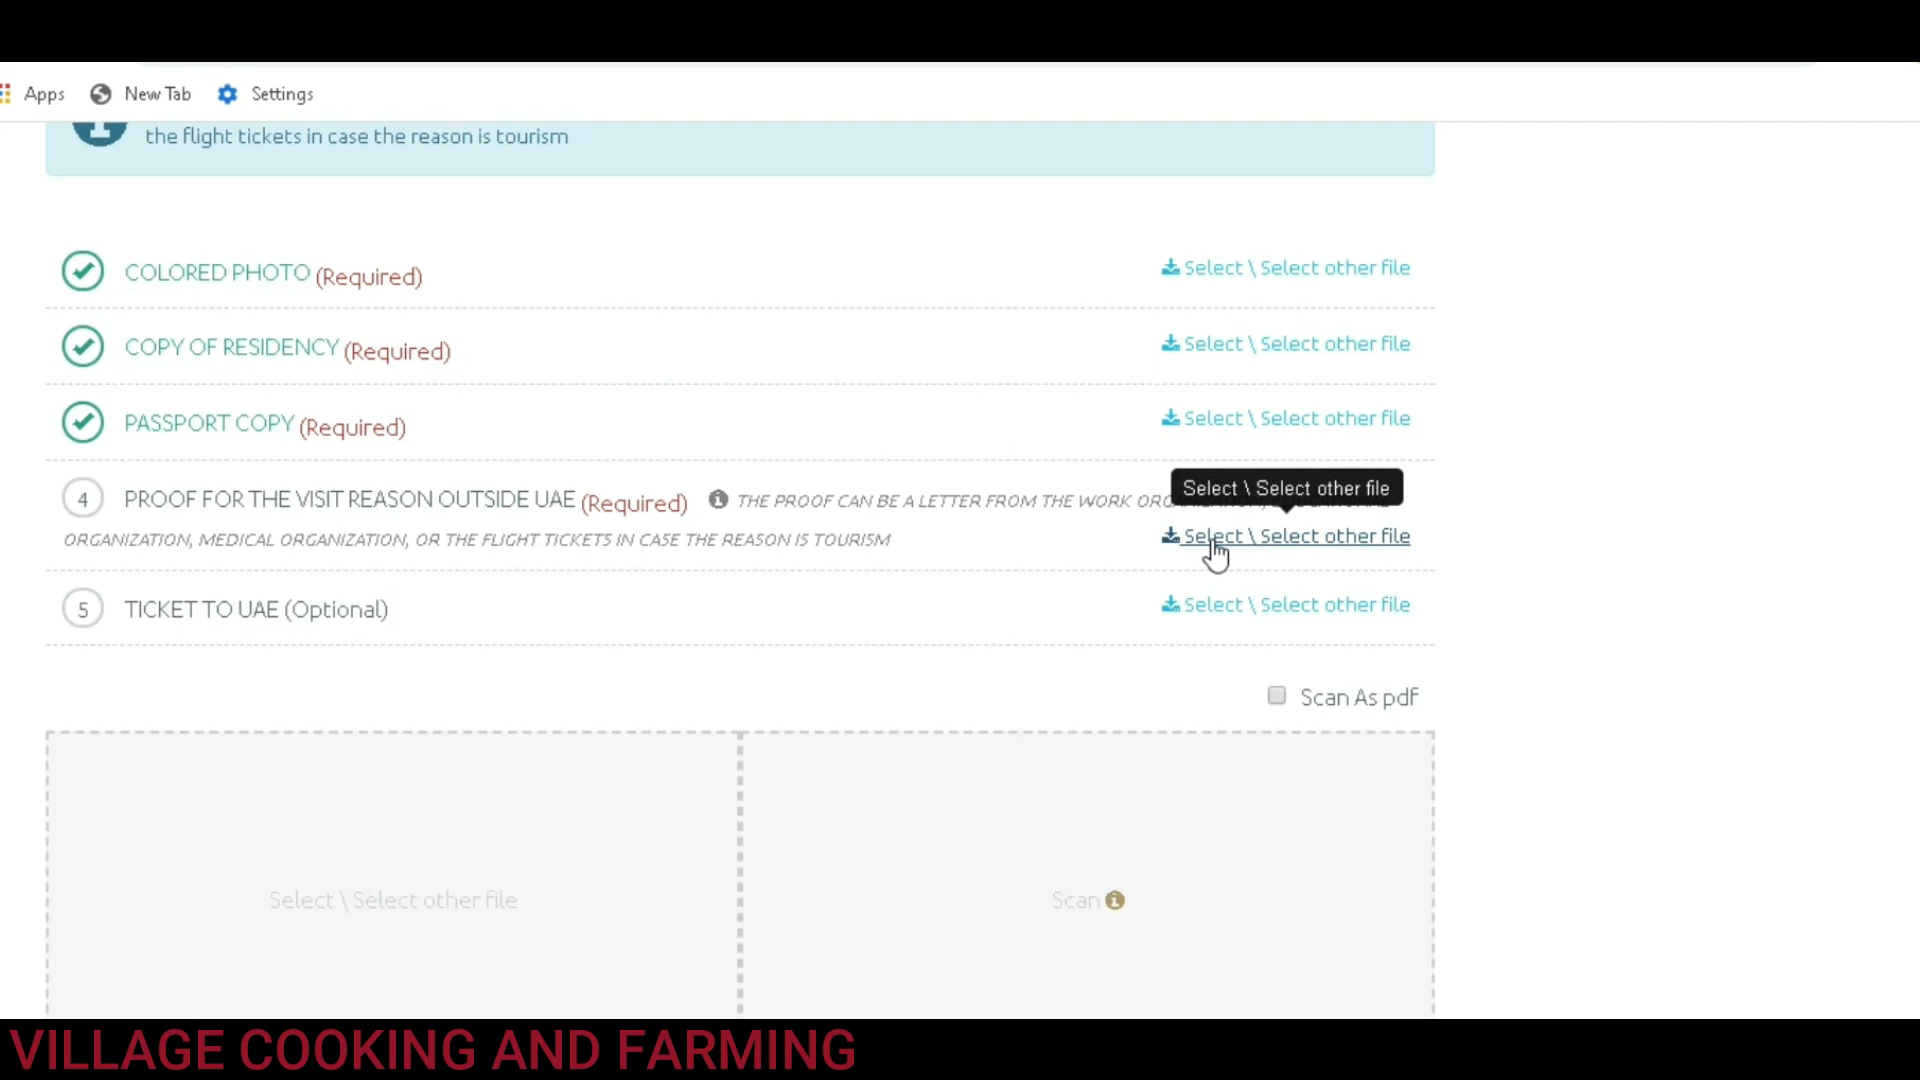 Apps New Tab Settings
the flight tickets in case the reason is tourism
COLORED PHOTO (Required) Select \ Select other file
COPY OF RESIDENCY (Required) Select \ Select other file
PASSPORT COPY (Required) Select \ Select other file
Select \ Select other file
4 PROOF FOR THE VISIT REASON OUTSIDE UAE (Required) THE PROOF CAN BE A LETTER FROM THE WORK
ORGANIZATION, MEDICAL ORGANIZATION, OR THE FLIGHT TICKETS IN CASE THE REASON IS TOURISM Select \ Select other file
5 TICKET TO UAE (Optional) Select \ Select other file
Scan As pdf
Select \ Select other file Scan
VILLAGE COOKING AND FARMING